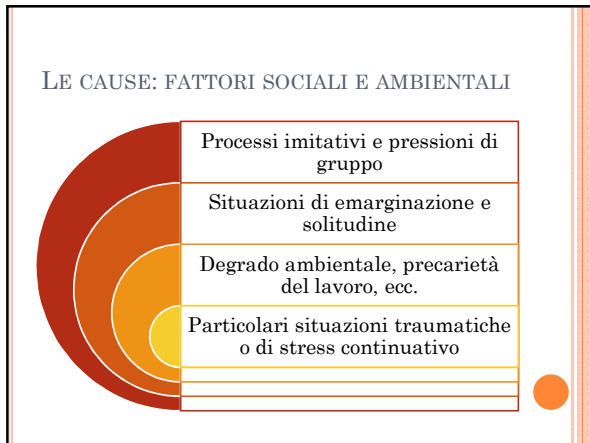 LE CAUSE: FATTORI SOCIALI E AMBIENTALI
Processi imitativi e pressioni di
gruppo
Situazioni di emarginazione e
solitudine
Degrado ambientale, precarietà
del lavoro, ecc.
Particolari situazioni traumatiche
o di stress continuativo